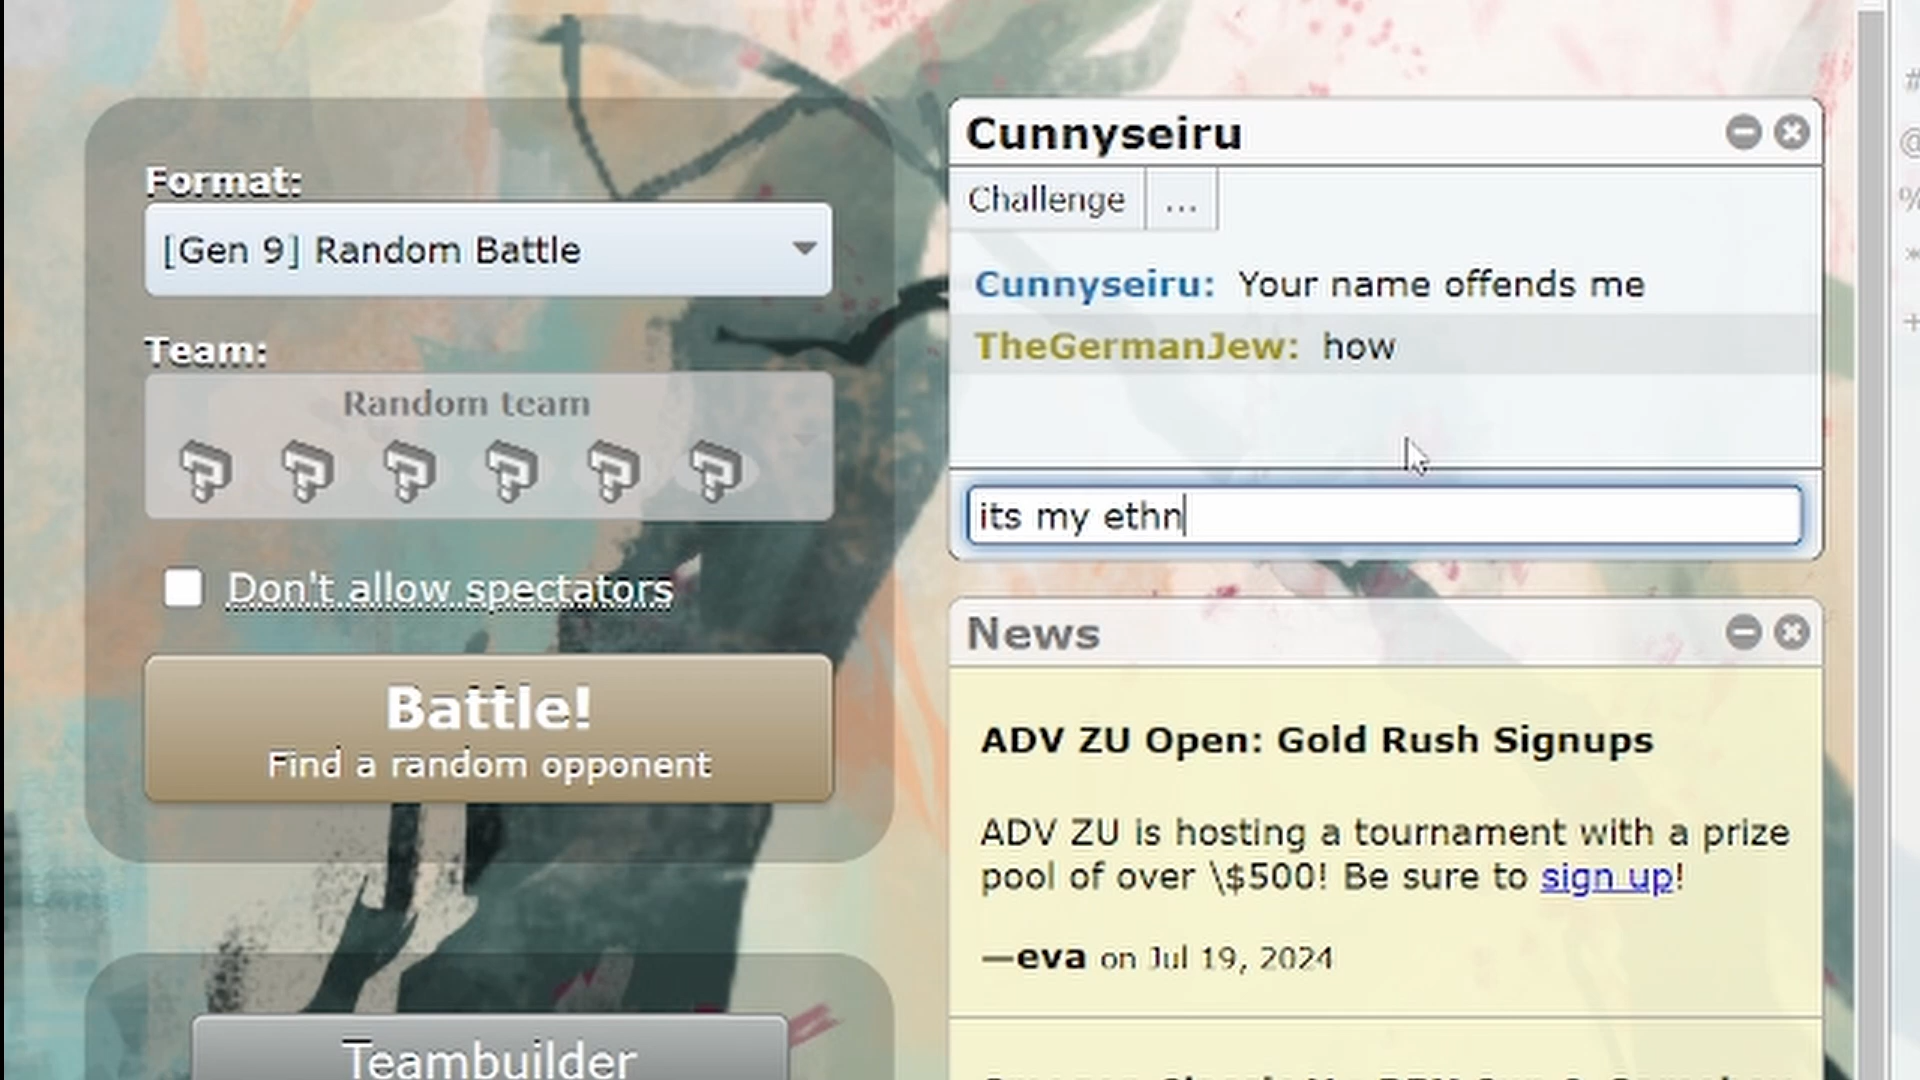 Format:
[Gen 9] Random Battle
Team:
Random team
Don't allow spectators
Battle!
Find a random opponent
Teambuilder
Cunnyseiru
Challenge ...
Cunnyseiru: Your name offends me
TheGermanJew: how
its my ethn
News
ADV ZU Open: Gold Rush Signups
ADV ZU is hosting a tournament with a prize
pool of over \$500! Be sure to sign up!
—eva on Jul 19, 2024
#
@
%
*
+